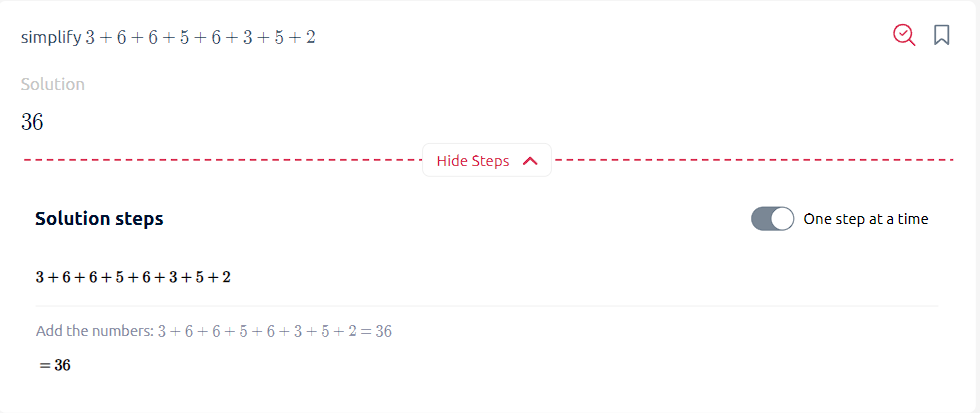 simplify 3 + 6 + 6 + 5 + 6 + 3 + 5 + 2
Solution
36
Hide Steps
Solution steps
One step at a time
3 + 6 + 6 + 5 + 6 + 3 + 5 + 2
Add the numbers: 3 + 6 + 6 + 5 + 6 + 3 + 5 + 2 = 36
= 36